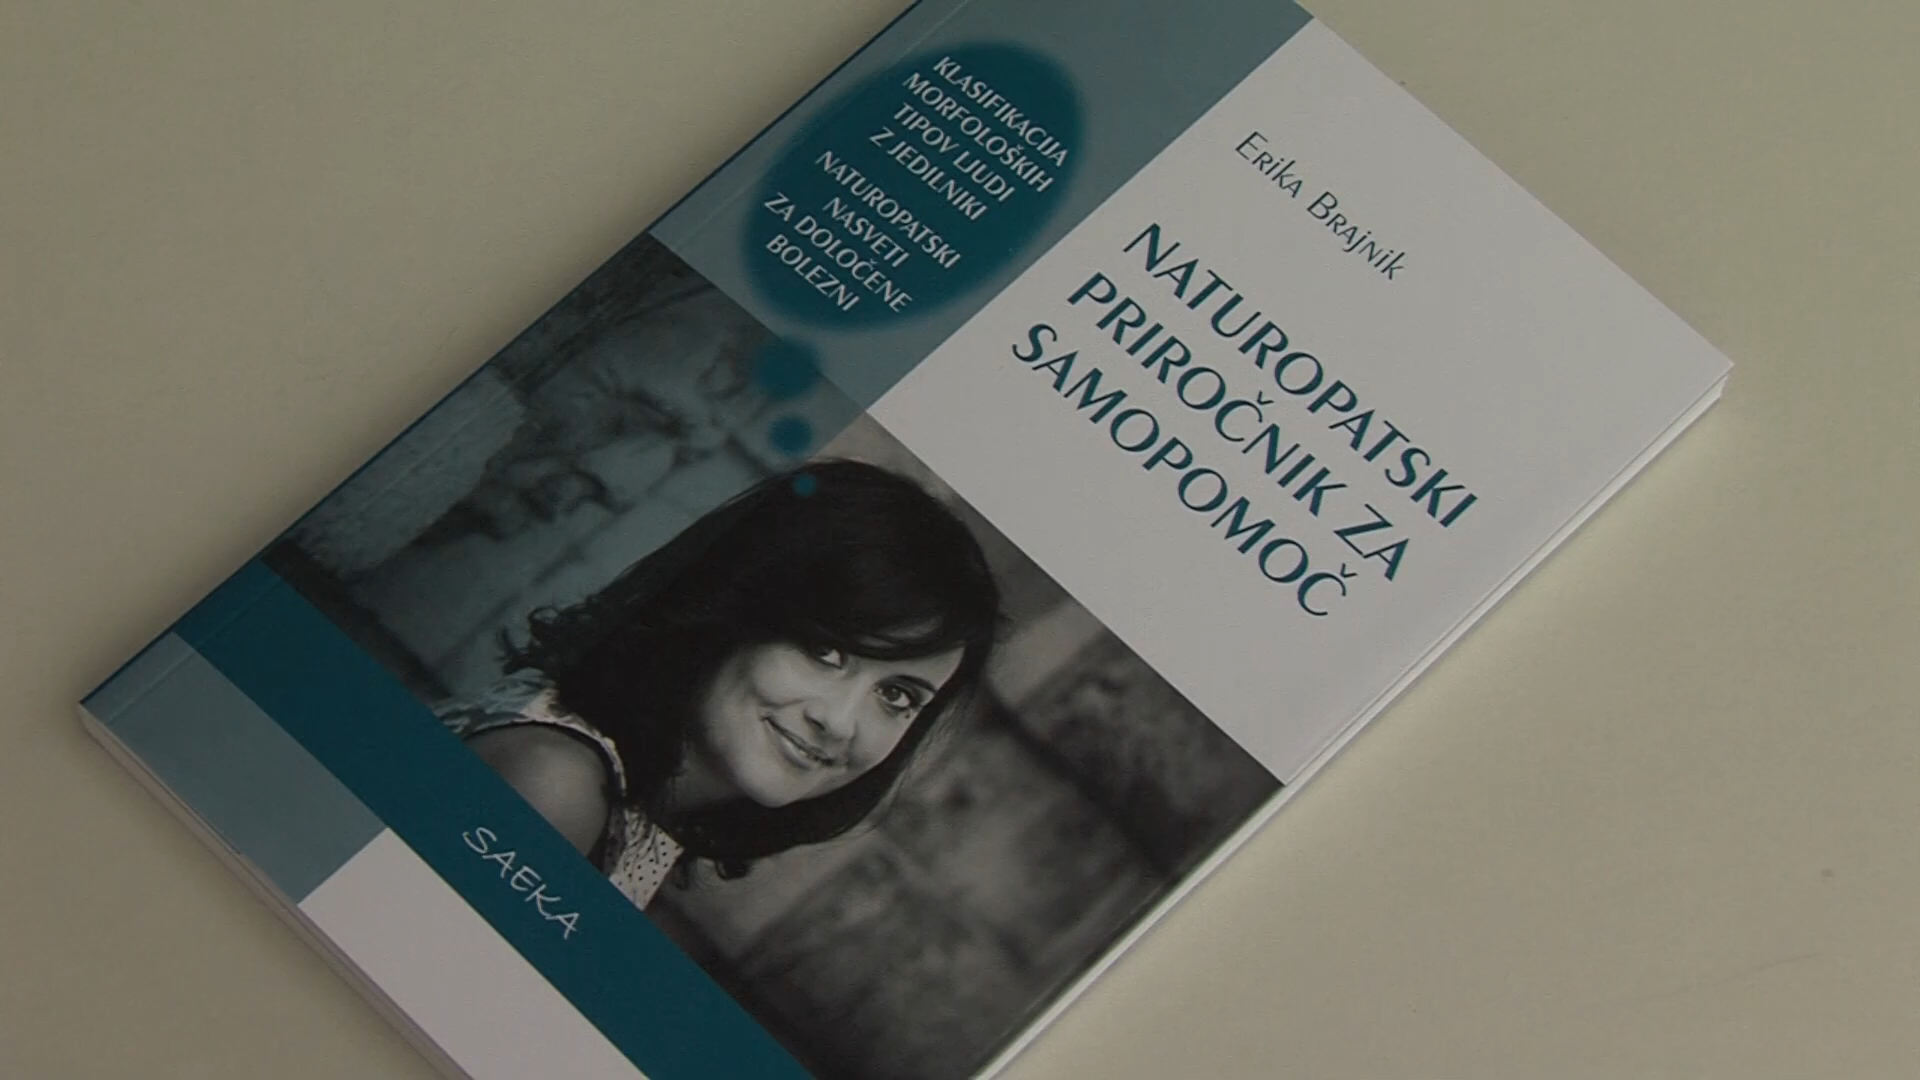 Erika Brajnik
NATUROPATSKI
PRIROČNIK ZA
SAMOPOMOČ
KLASIFIKACIJA
MORFOLOŠKIH
TIPOV LJUDI
Z JEDILNIKI
NATUROPATSKI
NASVETI
ZA DOLOČENE
BOLEZNI
SAEKA